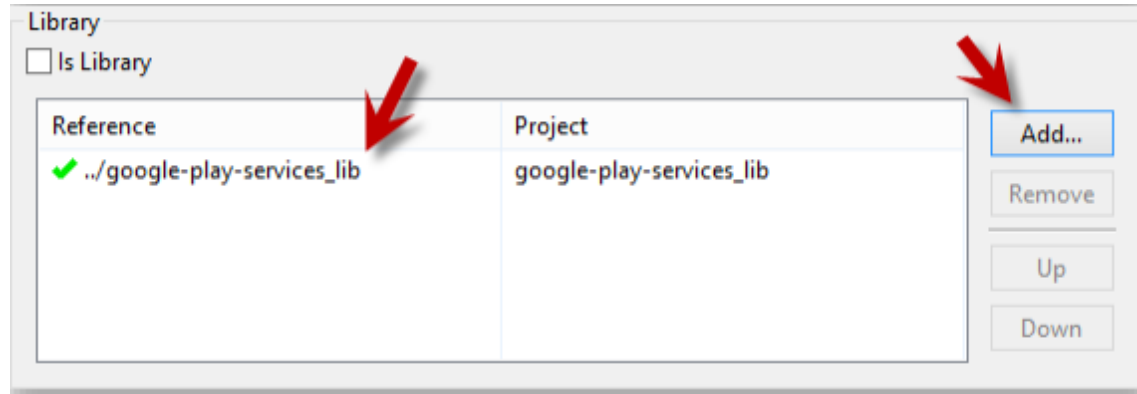 Library
Is Library
Reference Project Add...
../google-play-services_lib google-play-services_lib
Remove
Up
Down